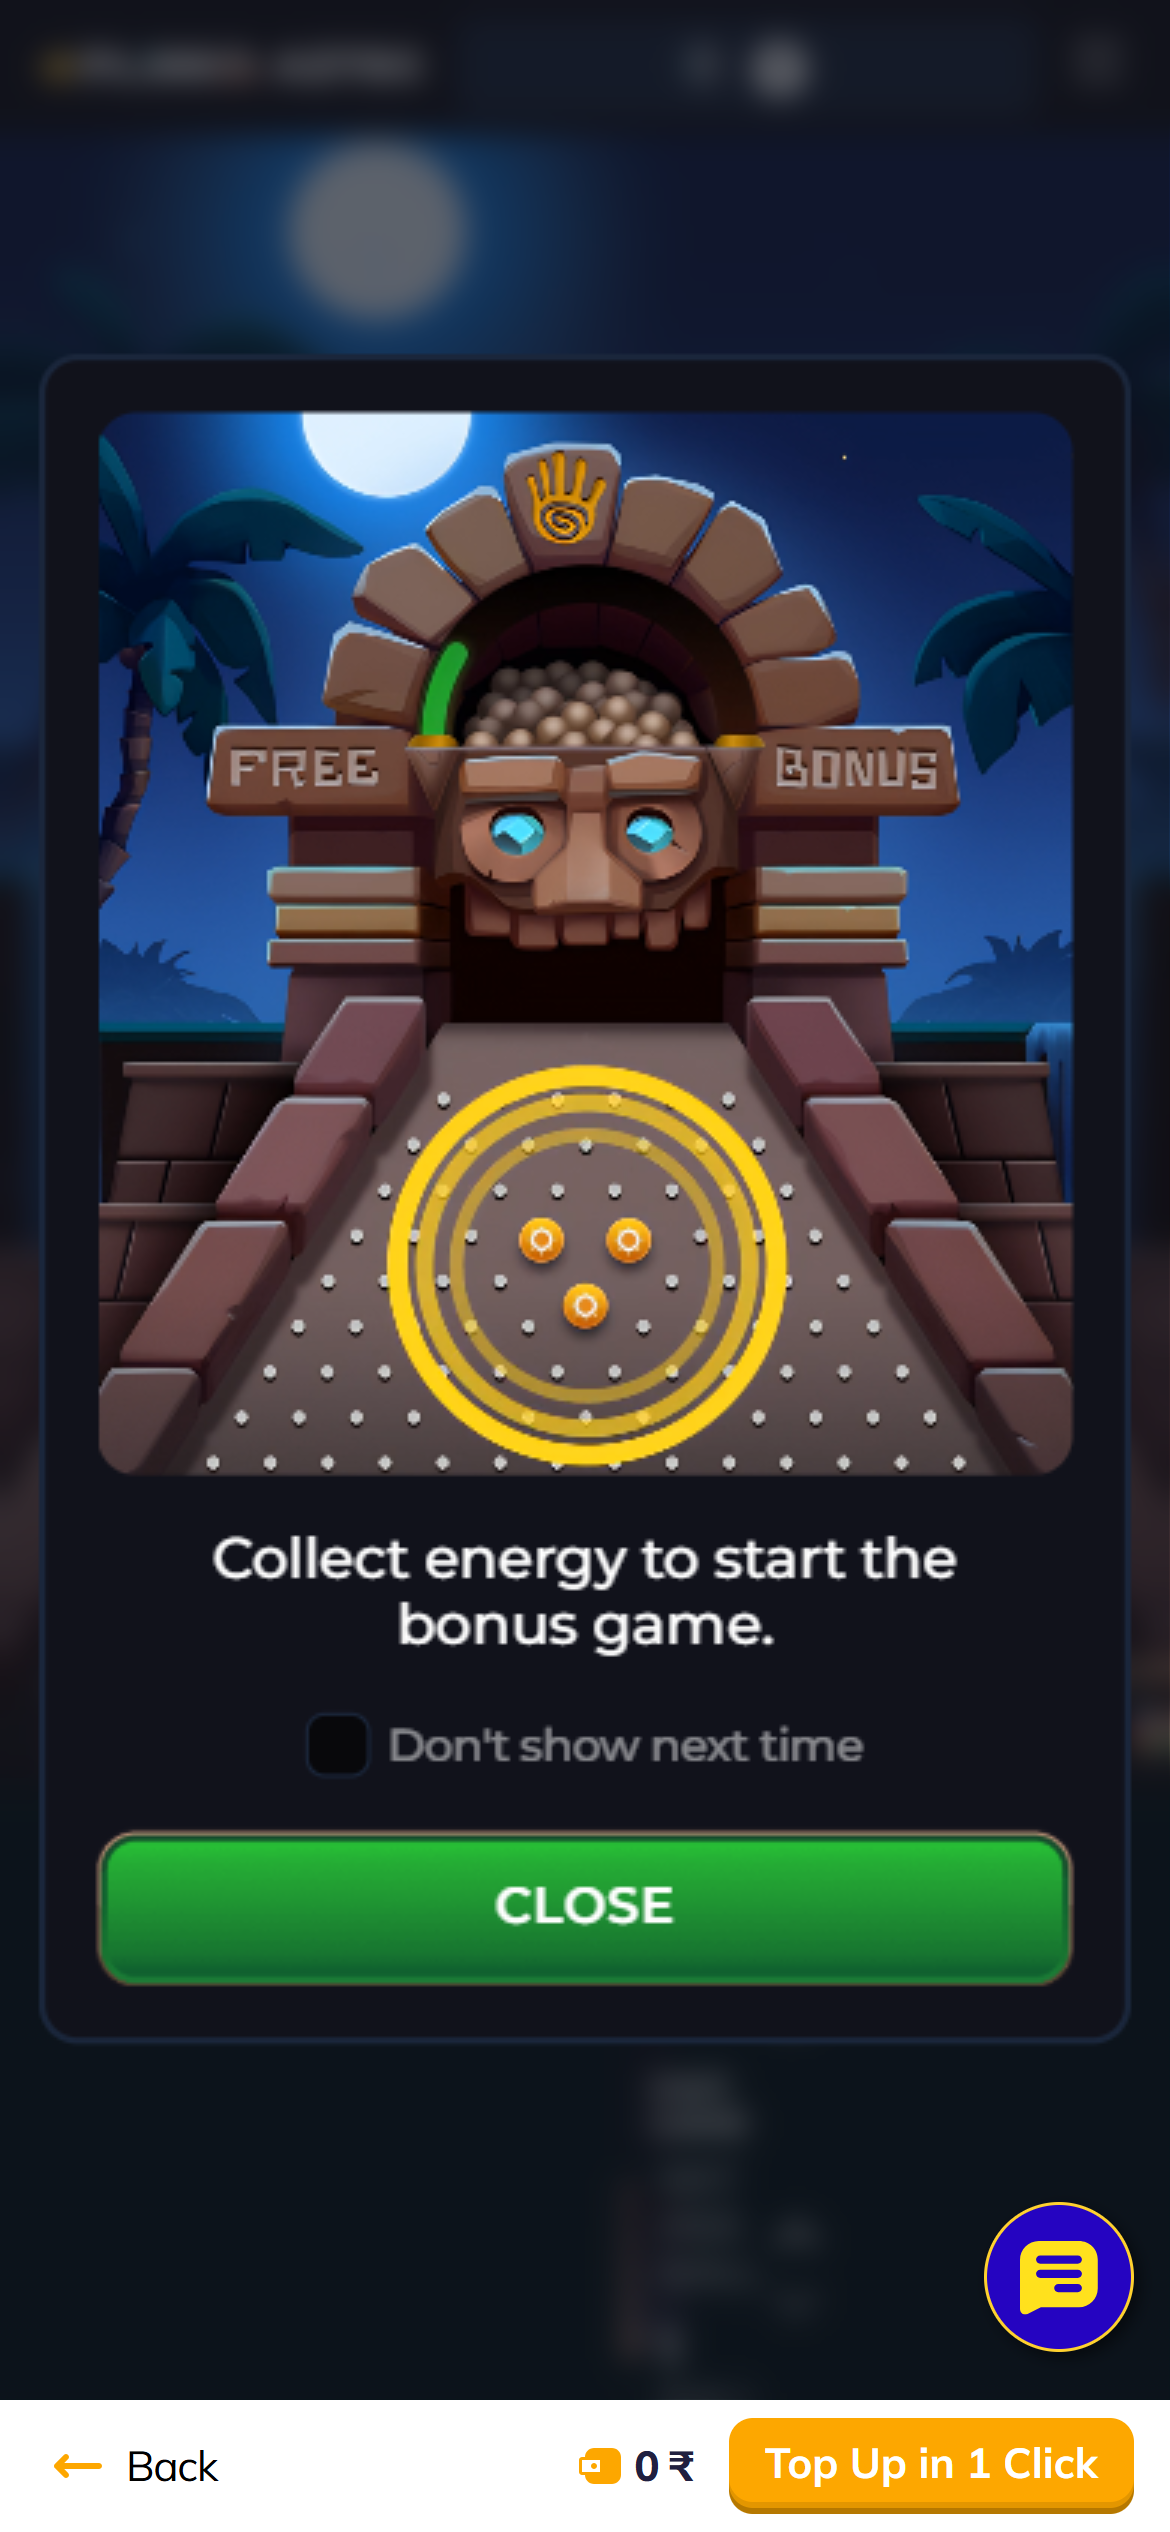 FREE BONUS
Collect energy to start the
bonus game.
Don't show next time
CLOSE
Back 0 ₹ Top Up in 1 Click